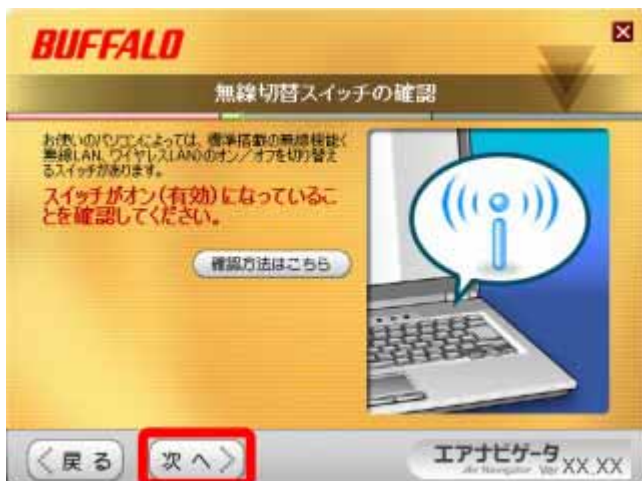 BUFFALO
無線切替スイッチの確認
お使いのパソコンによっては、標準搭載の無線機能(
無線LAN、ワイヤレスLAN)のオン/オフを切り替え
るスイッチがあります。
スイッチがオン(有効)になっているこ
とを確認してください。
確認方法はこちら
戻る
次へ
エアナビゲータ
Air Navigator Ver XX.XX